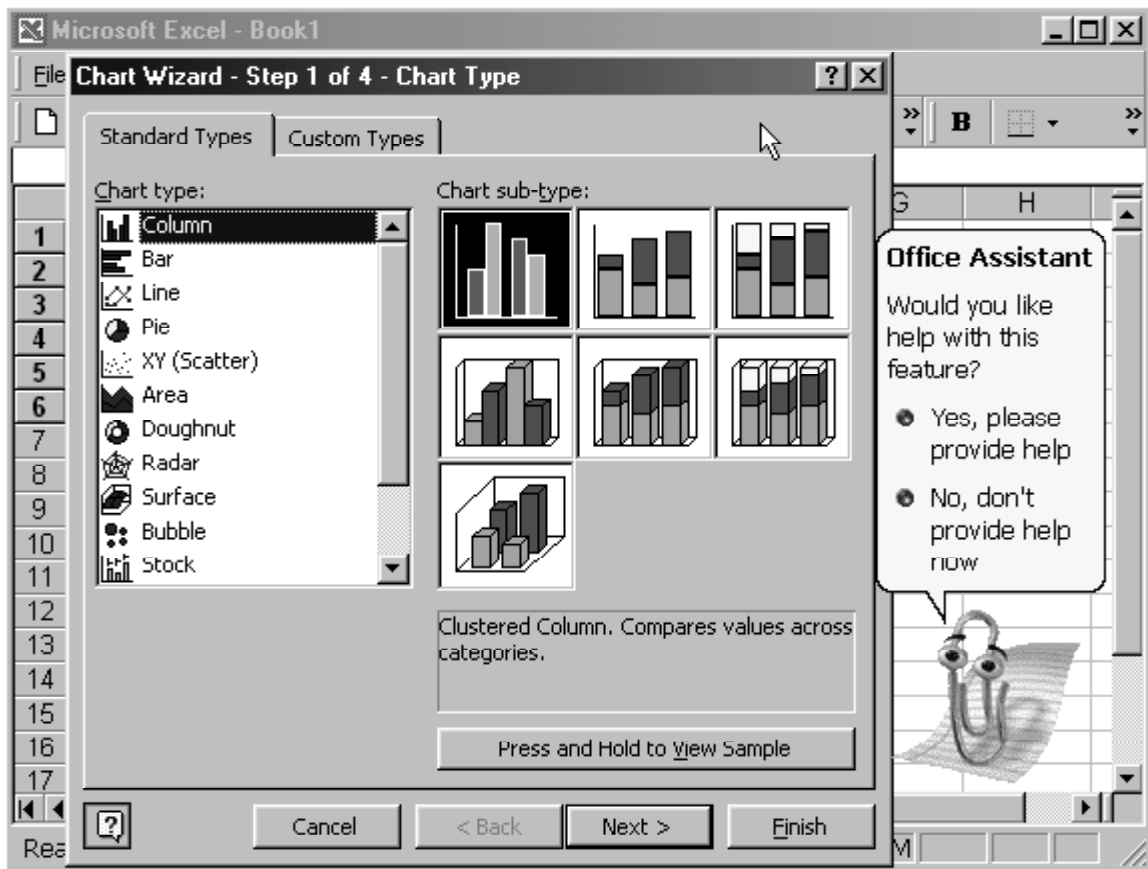 Microsoft Excel - Book1
File
Chart Wizard - Step 1 of 4 - Chart Type
Standard Types
Custom Types
B
Chart type:
Column
Bar
Line
Pie
XY (Scatter)
Area
Doughnut
Radar
Surface
Bubble
Stock
Chart sub-type:
Clustered Column. Compares values across
categories.
Press and Hold to View Sample
Cancel
< Back
Next >
Finish
G H
1
2
3
4
5
6
7
8
9
10
11
12
13
14
15
16
17
Office Assistant
Would you like
help with this
feature?
Yes, please
provide help
No, don't
provide help
now
Rea
M